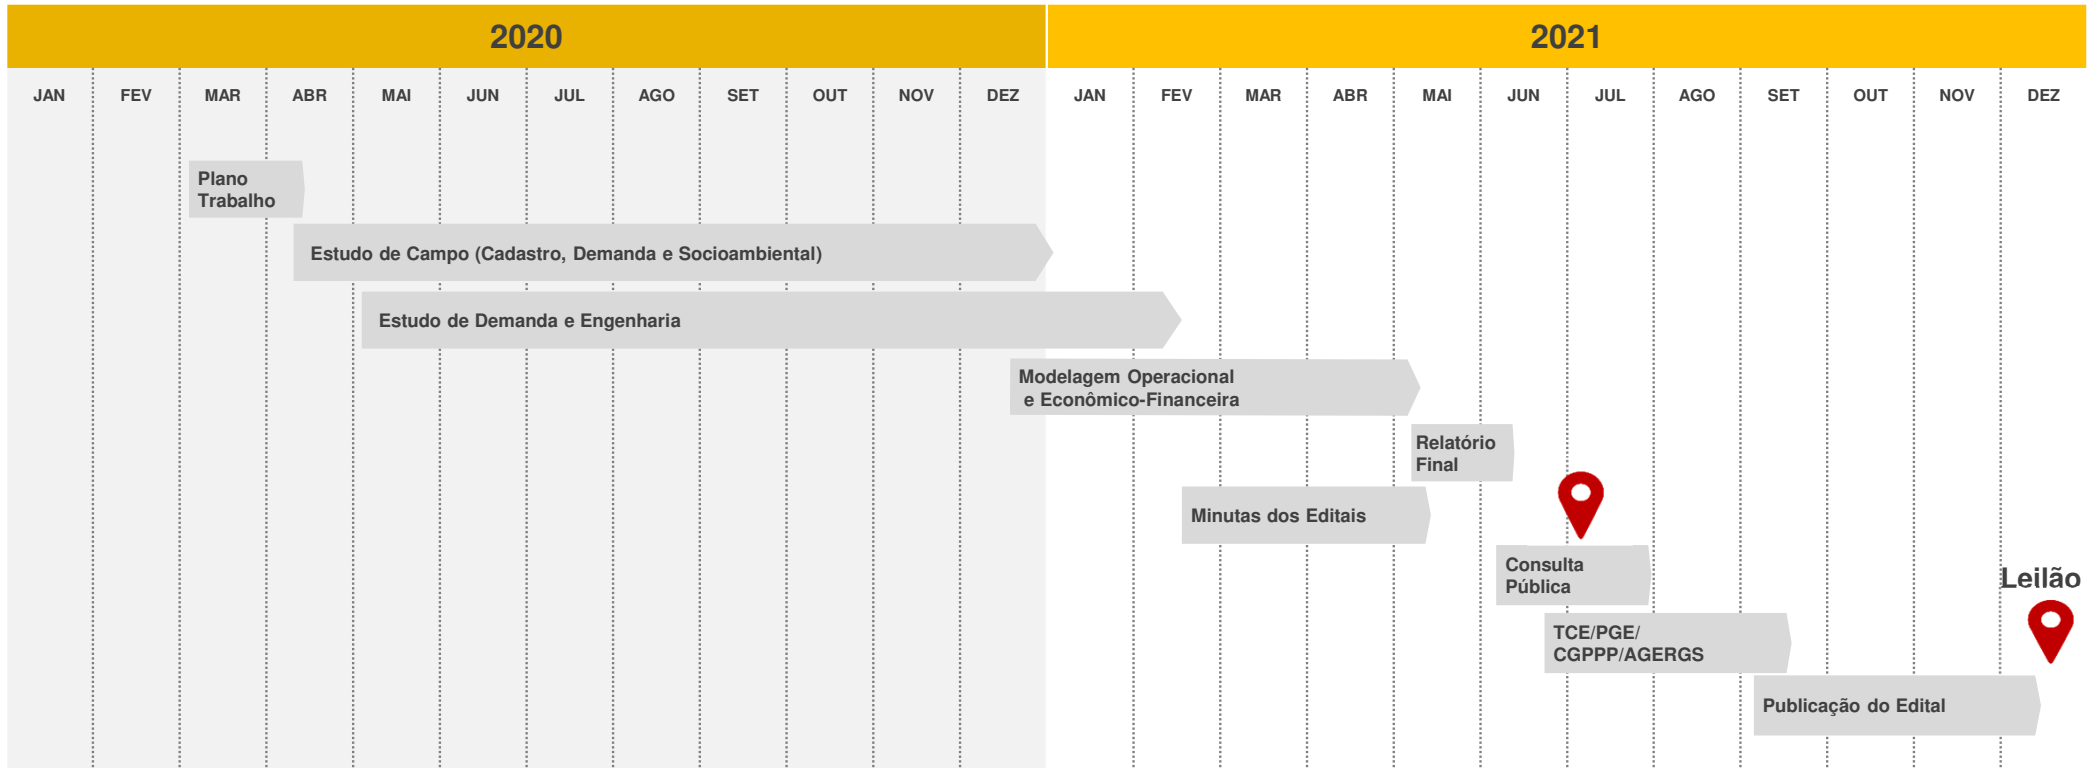 2020 2021
JAN FEV MAR ABR MAI JUN JUL AGO SET OUT NOV DEZ JAN FEV MAR ABR MAI JUN JUL AGO SET OUT NOV DEZ
Plano
Trabalho
Estudo de Campo (Cadastro, Demanda e Socioambiental)
Estudo de Demanda e Engenharia
Modelagem Operacional
e Econômico-Financeira
Relatório
Final
Minutas dos Editais
Consulta
Pública
Leilão
TCE/PGE/
CGPPP/AGERGS
Publicação do Edital